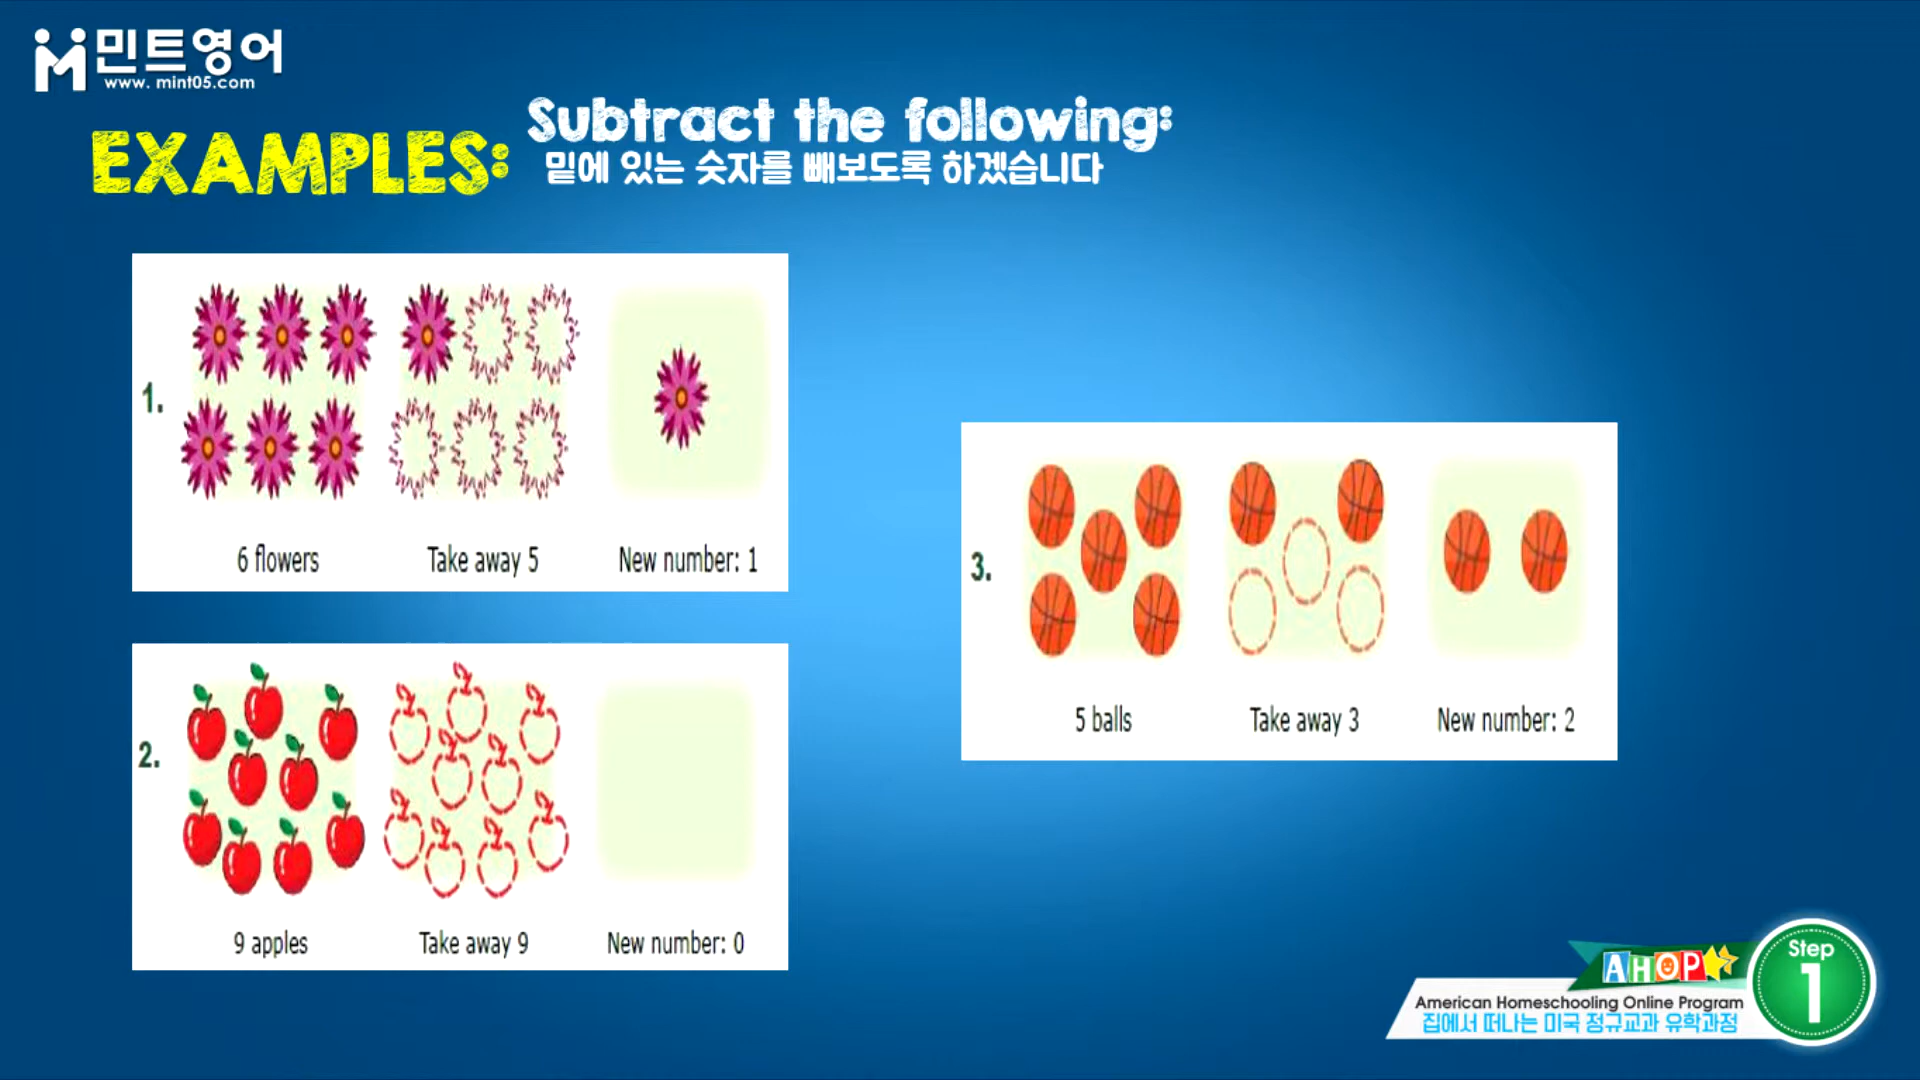 민트영어
www. mint05.com
EXAMPLES:
Subtract the following:
밑에 있는 숫자를 빼보도록 하겠습니다
1.
6 flowers
Take away 5
New number: 1
2.
9 apples
Take away 9
New number: 0
3.
5 balls
Take away 3
New number: 2
AHOP
Step
1
American Homeschooling Online Program
집에서 떠나는 미국 정규교과 유학과정